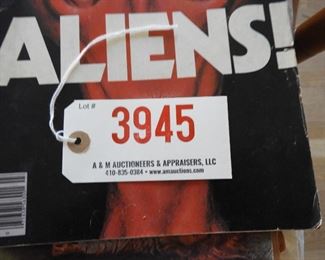 ALIENS!
Lot #
3945
A & M AUCTIONEERS & APPRAISERS, LLC
410-835-0384 • www.amauctions.com